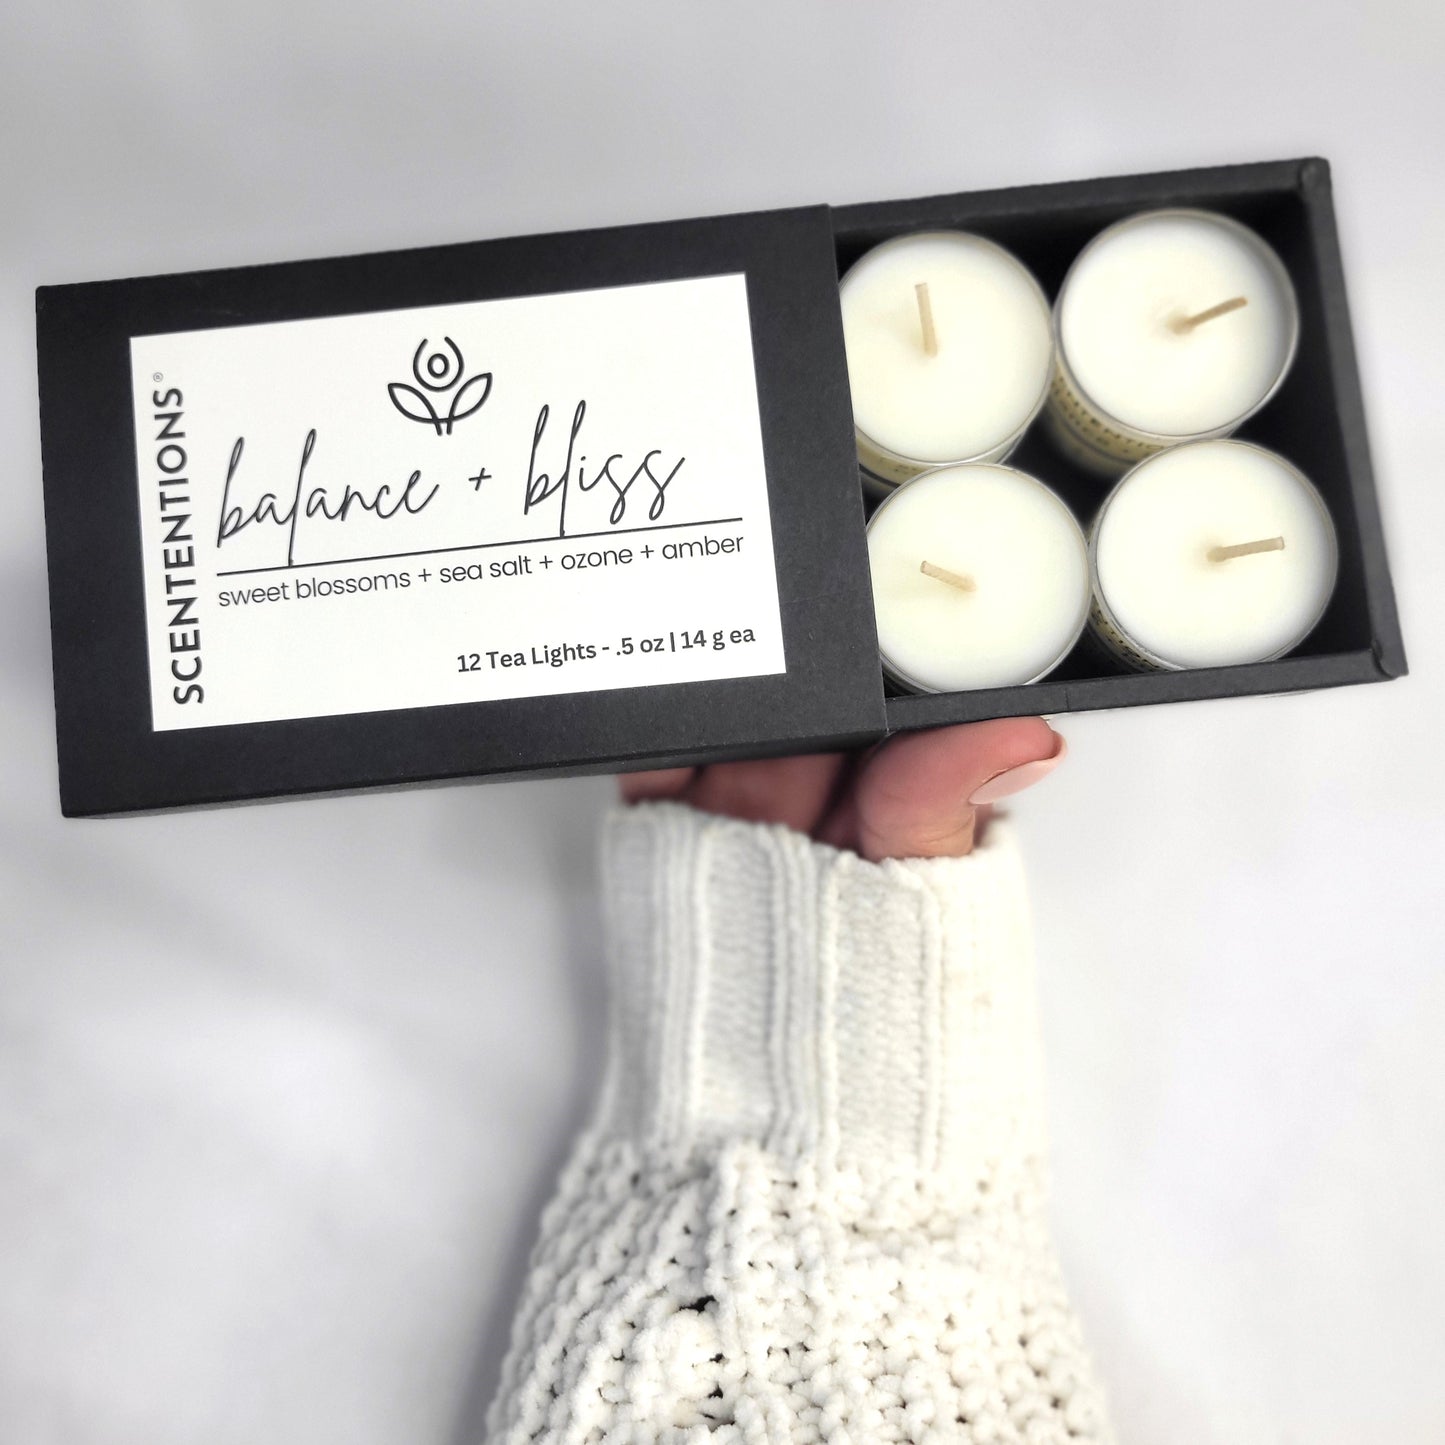 SCENTENTIONS®
balance + bliss
sweet blossoms + sea salt + ozone + amber
12 Tea Lights - .5 oz | 14 g ea